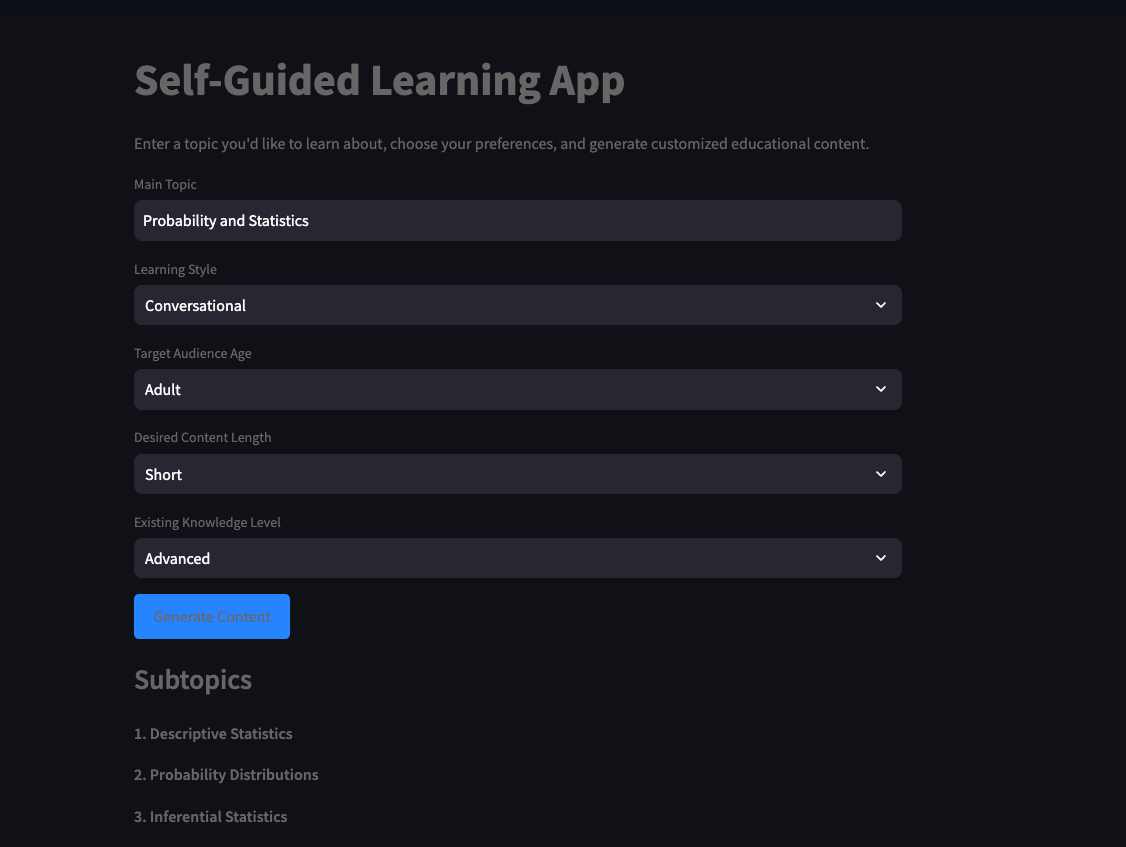 Self-Guided Learning App
Enter a topic you'd like to learn about, choose your preferences, and generate customized educational content.
Main Topic
Probability and Statistics
Learning Style
Conversational
Target Audience Age
Adult
Desired Content Length
Short
Existing Knowledge Level
Advanced
Generate Content
Subtopics
1. Descriptive Statistics
2. Probability Distributions
3. Inferential Statistics